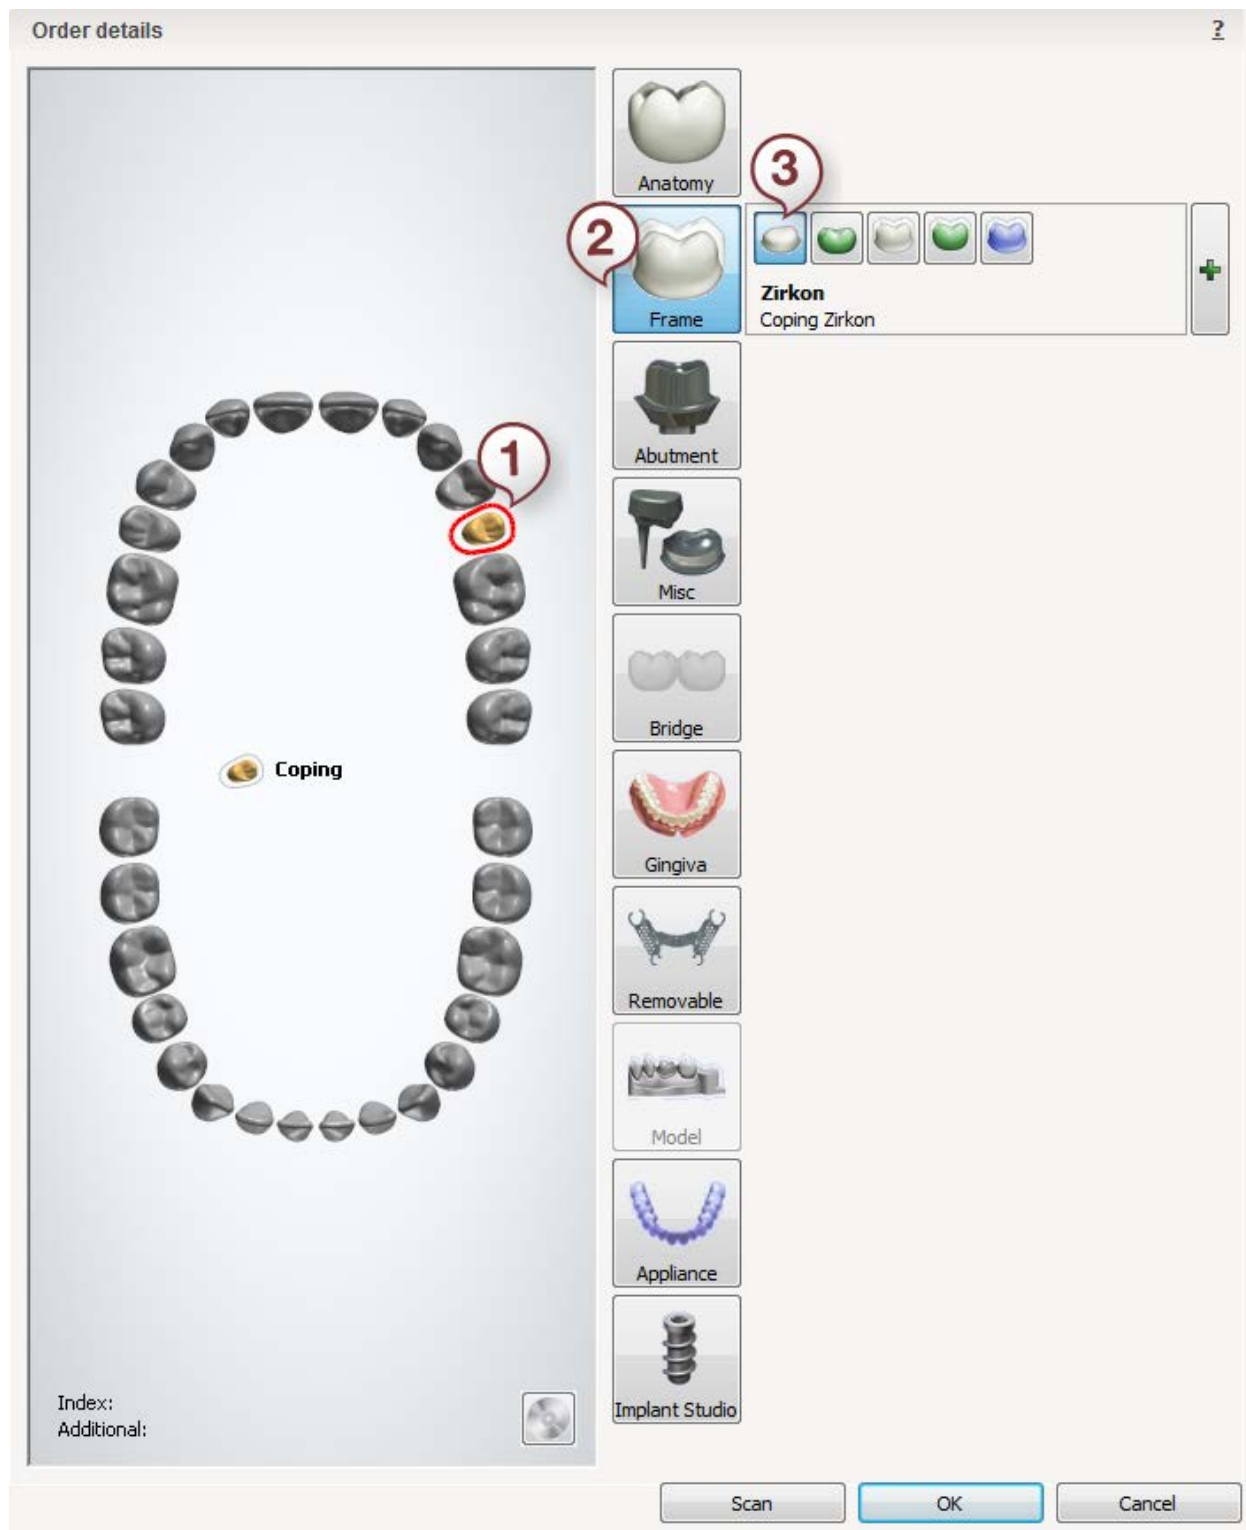 Order details
?
Anatomy
3
2
Zirkon
Coping Zirkon
Frame
1
Abutment
Misc
Bridge
Coping
Gingiva
Removable
Model
Appliance
Index:
Additional:
Implant Studio
Scan
OK
Cancel